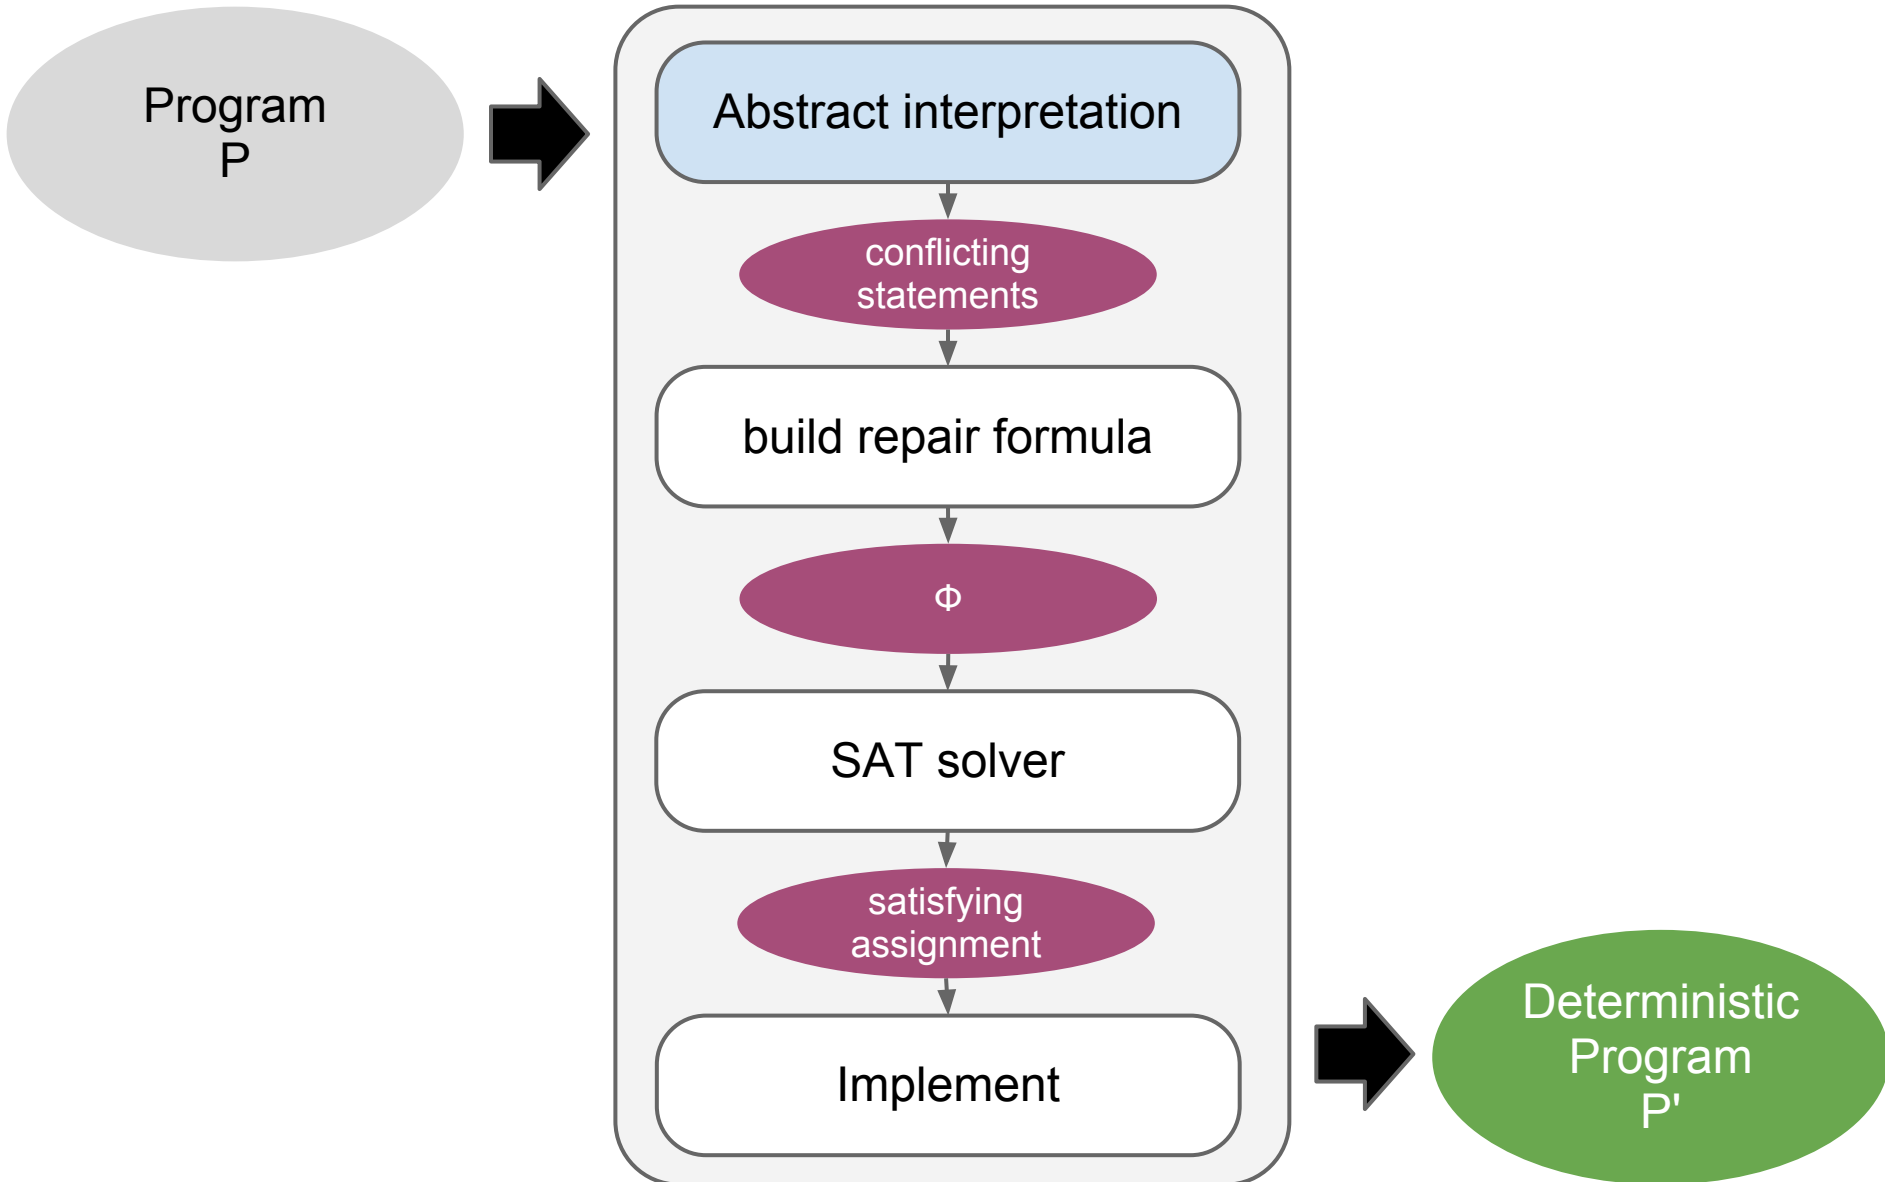 Program
P
Abstract interpretation
conflicting
statements
build repair formula
Φ
SAT solver
satisfying
assignment
Implement
Deterministic
Program
P'